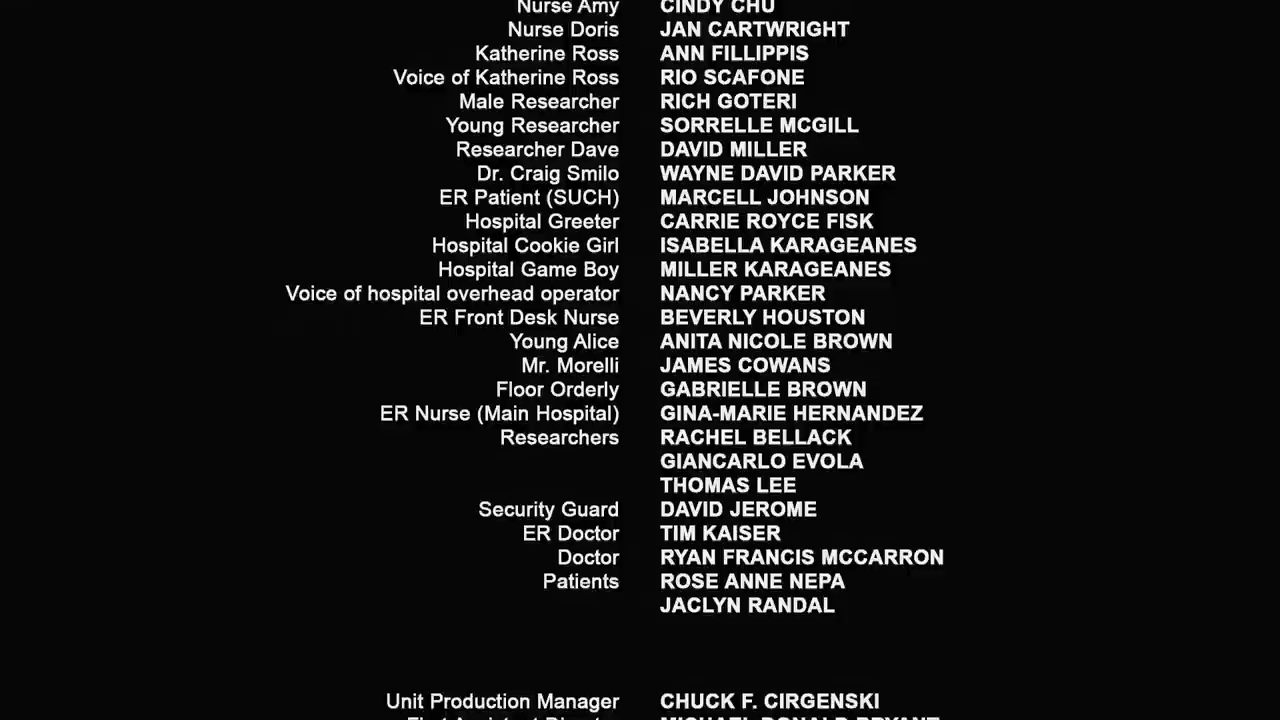 Nurse Amy CINDY CHU
Nurse Doris JAN CARTWRIGHT
Katherine Ross ANN FILLIPPIS
Voice of Katherine Ross RIO SCAFONE
Male Researcher RICH GOTERI
Young Researcher SORRELLE MCGILL
Researcher Dave DAVID MILLER
Dr. Craig Smilo WAYNE DAVID PARKER
ER Patient (SUCH) MARCELL JOHNSON
Hospital Greeter CARRIE ROYCE FISK
Hospital Cookie Girl ISABELLA KARAGEANES
Hospital Game Boy MILLER KARAGEANES
Voice of hospital overhead operator NANCY PARKER
ER Front Desk Nurse BEVERLY HOUSTON
Young Alice ANITA NICOLE BROWN
Mr. Morelli JAMES COWANS
Floor Orderly GABRIELLE BROWN
ER Nurse (Main Hospital) GINA-MARIE HERNANDEZ
Researchers RACHEL BELLACK
GIANCARLO EVOLA
THOMAS LEE
Security Guard DAVID JEROME
ER Doctor TIM KAISER
Doctor RYAN FRANCIS MCCARRON
Patients ROSE ANNE NEPA
JACLYN RANDAL
Unit Production Manager CHUCK F. CIRGENSKI
First Assistant Director MICHAEL DONALD BRYANT